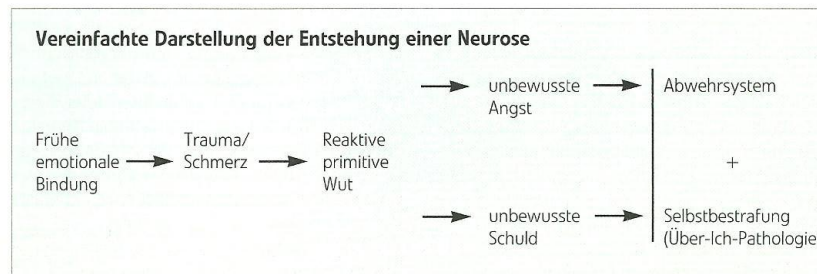 Vereinfachte Darstellung der Entstehung einer Neurose
unbewusste
Angst
Abwehrsystem
Frühe
emotionale
Bindung
Trauma/
Schmerz
Reaktive
primitive
Wut
+
unbewusste
Schuld
Selbstbestrafung
(Über-Ich-Pathologie